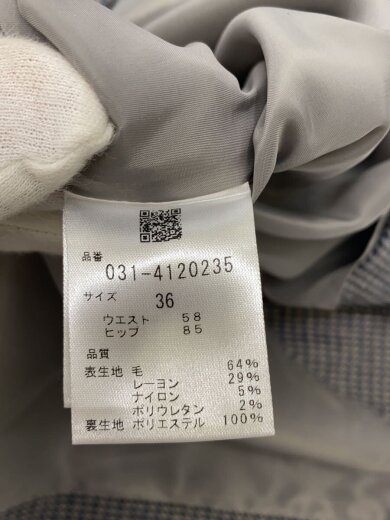 品番
031-4120235
サイズ 36
ウエスト 58
ヒップ 85
品質
表生地 毛 64%
レーヨン 29%
ナイロン 5%
ポリウレタン 2%
裏生地 ポリエステル 100%